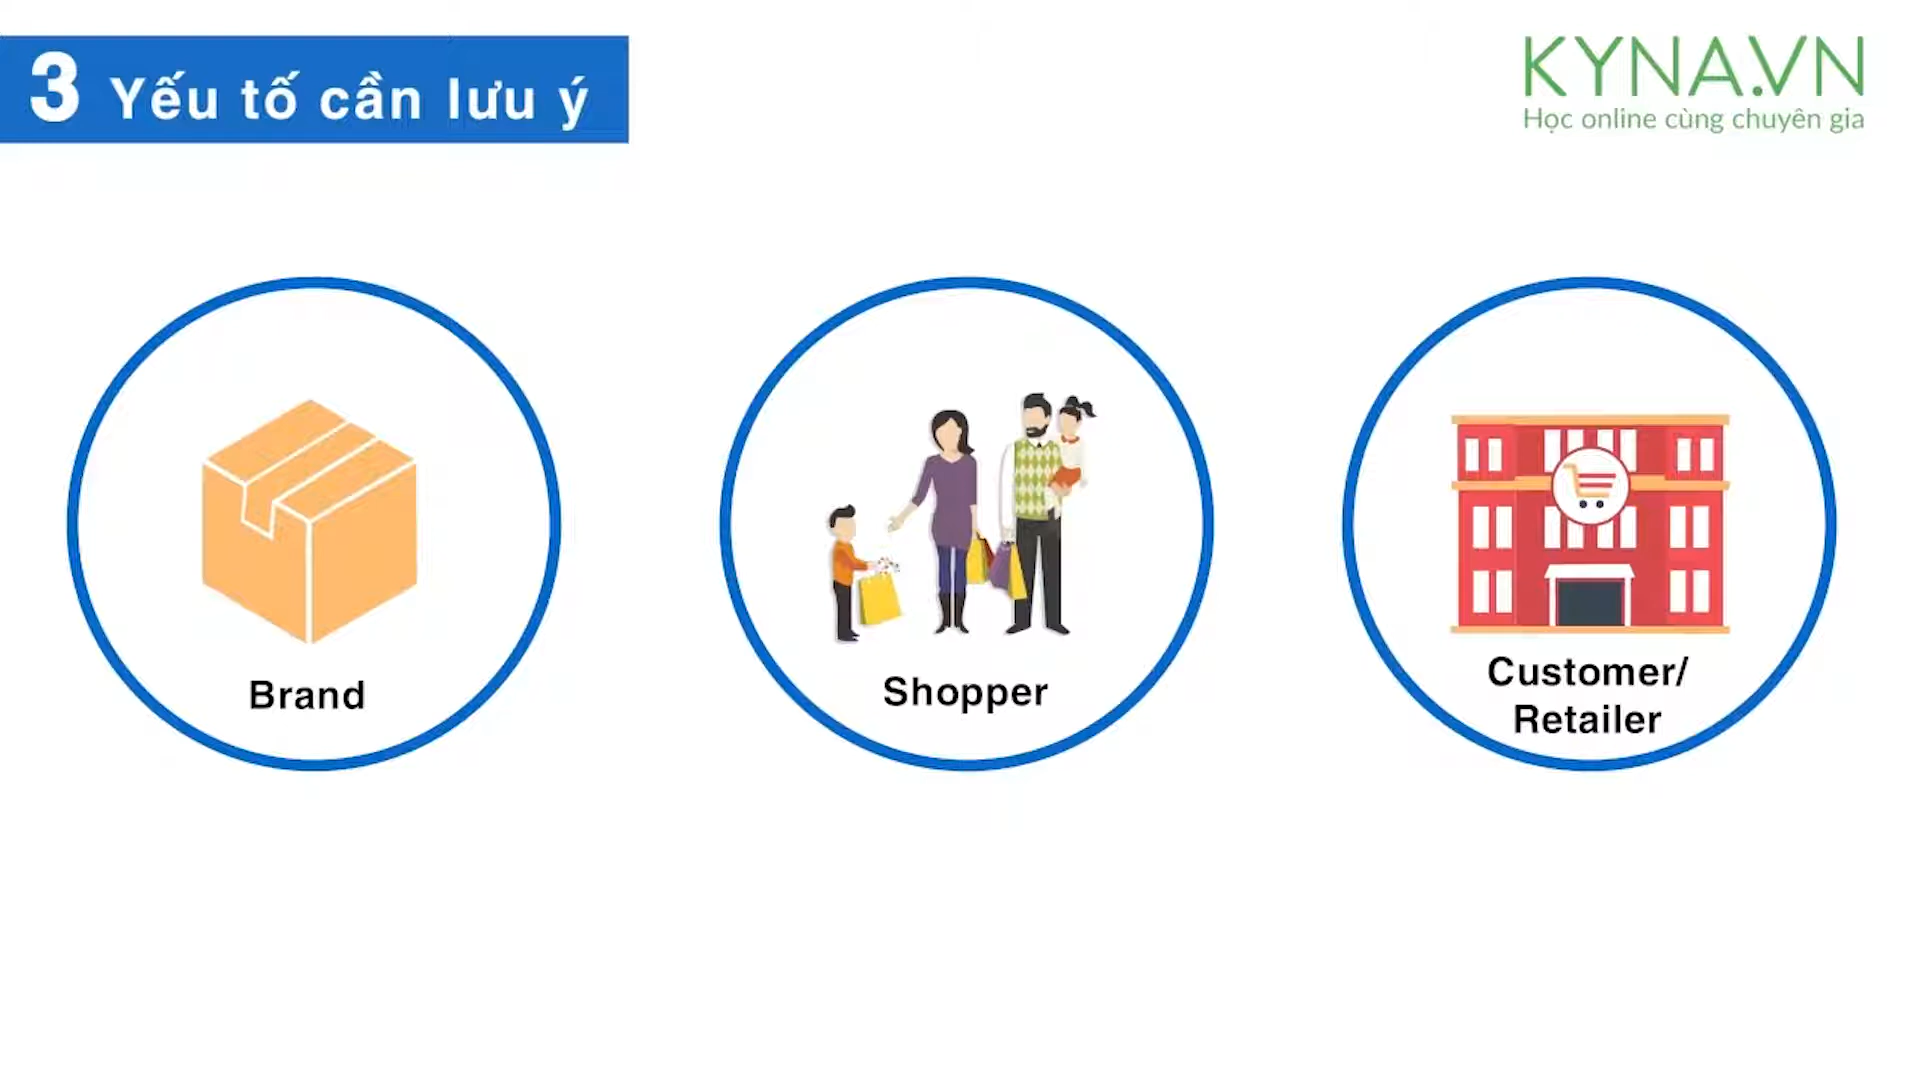 3 Yếu tố cần lưu ý
KYNA.VN
Học online cùng chuyên gia
Brand
Shopper
Customer/
Retailer